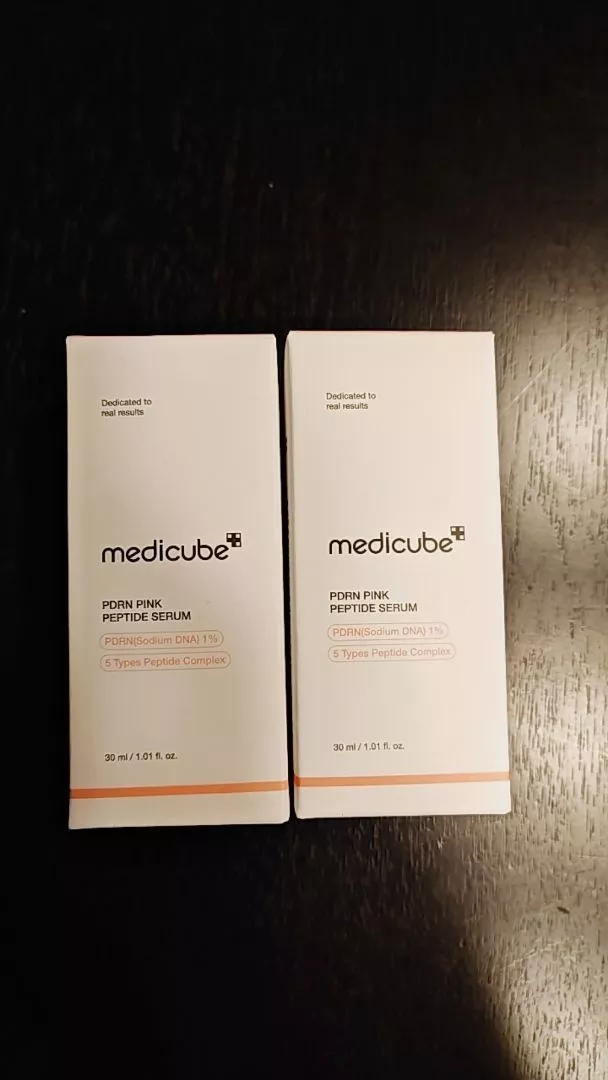 Dedicated to
real results
medicube
PDRN PINK
PEPTIDE SERUM
PDRN(Sodium DNA) 1%
5 Types Peptide Complex
30 ml / 1.01 fl. oz.
Dedicated to
real results
medicube
PDRN PINK
PEPTIDE SERUM
PDRN(Sodium DNA) 1%
5 Types Peptide Complex
30 ml / 1.01 fl. oz.